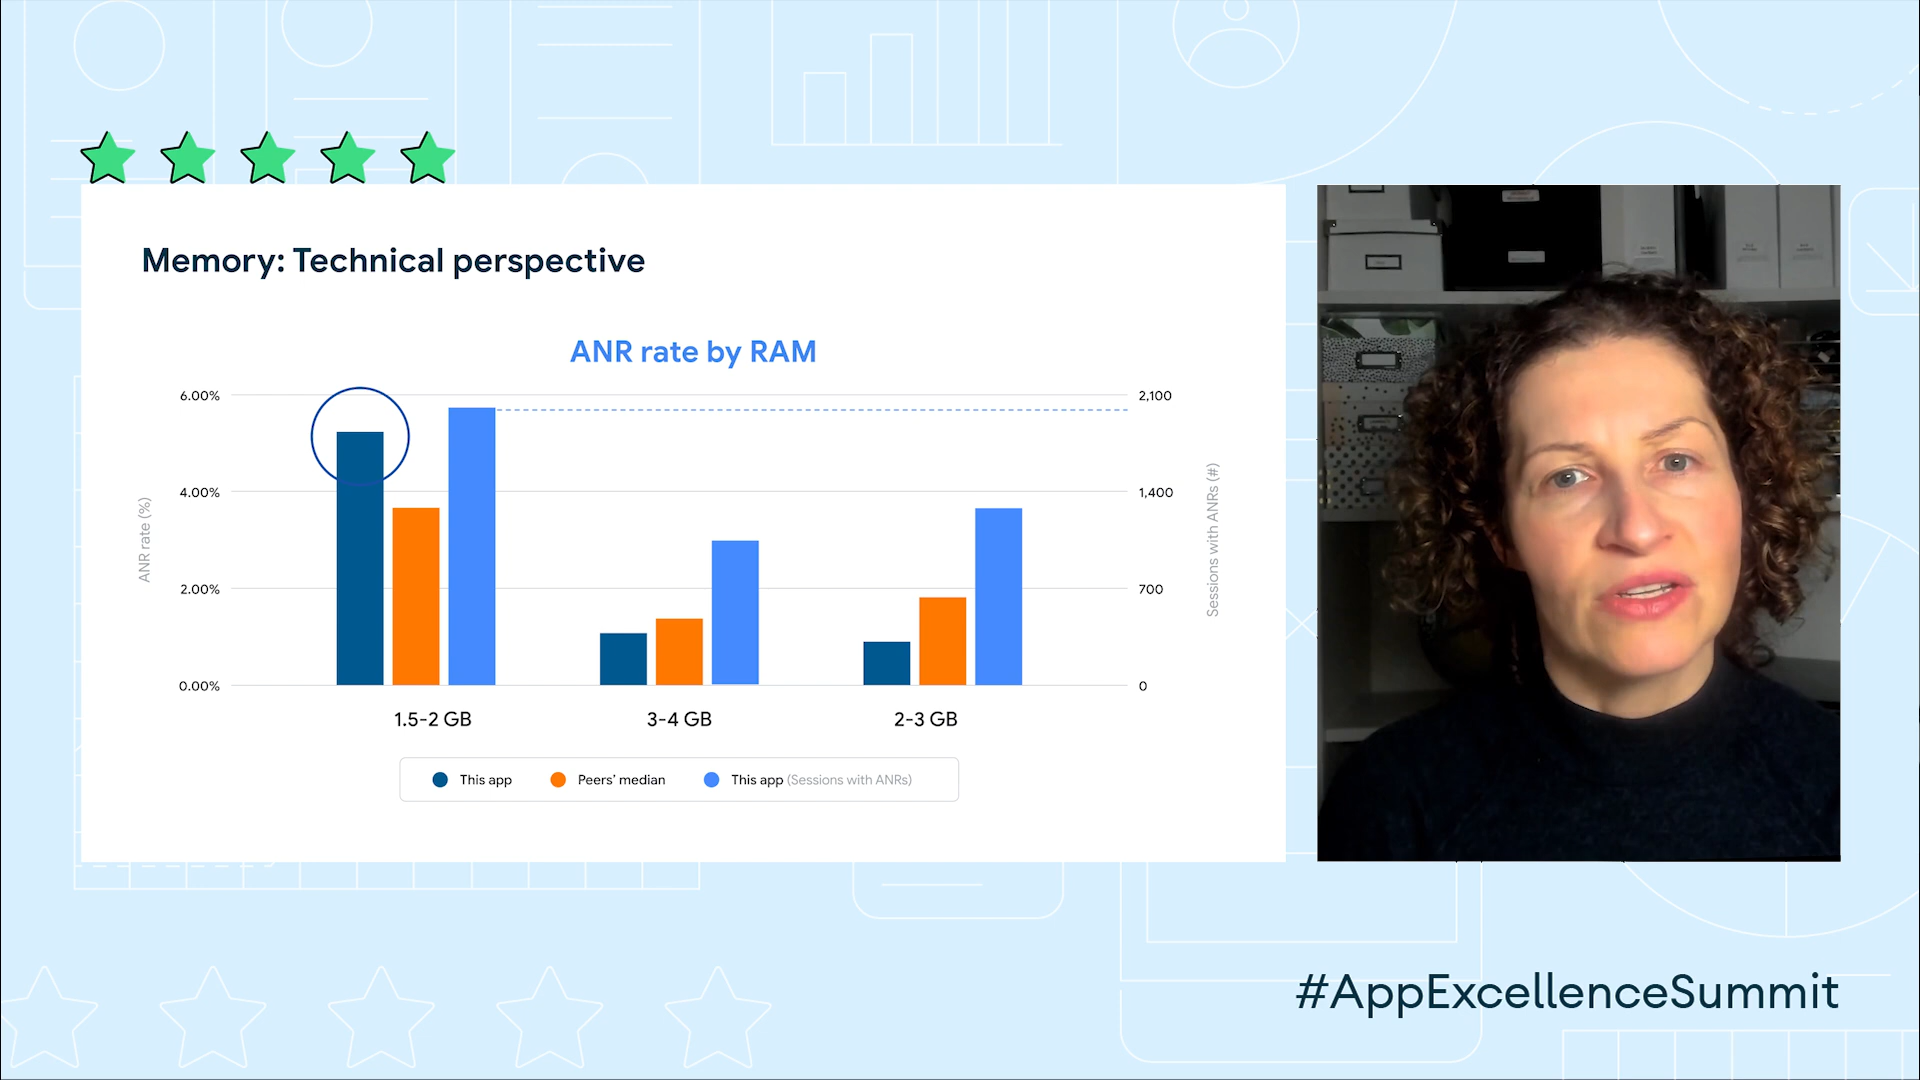 Memory: Technical perspective
ANR rate by RAM
6.00%
4.00%
2.00%
0.00%
ANR rate (%)
2,100
1,400
700
0
Sessions with ANRs (#)
1.5-2 GB
3-4 GB
2-3 GB
This app
Peers' median
This app (Sessions with ANRs)
#AppExcellenceSummit